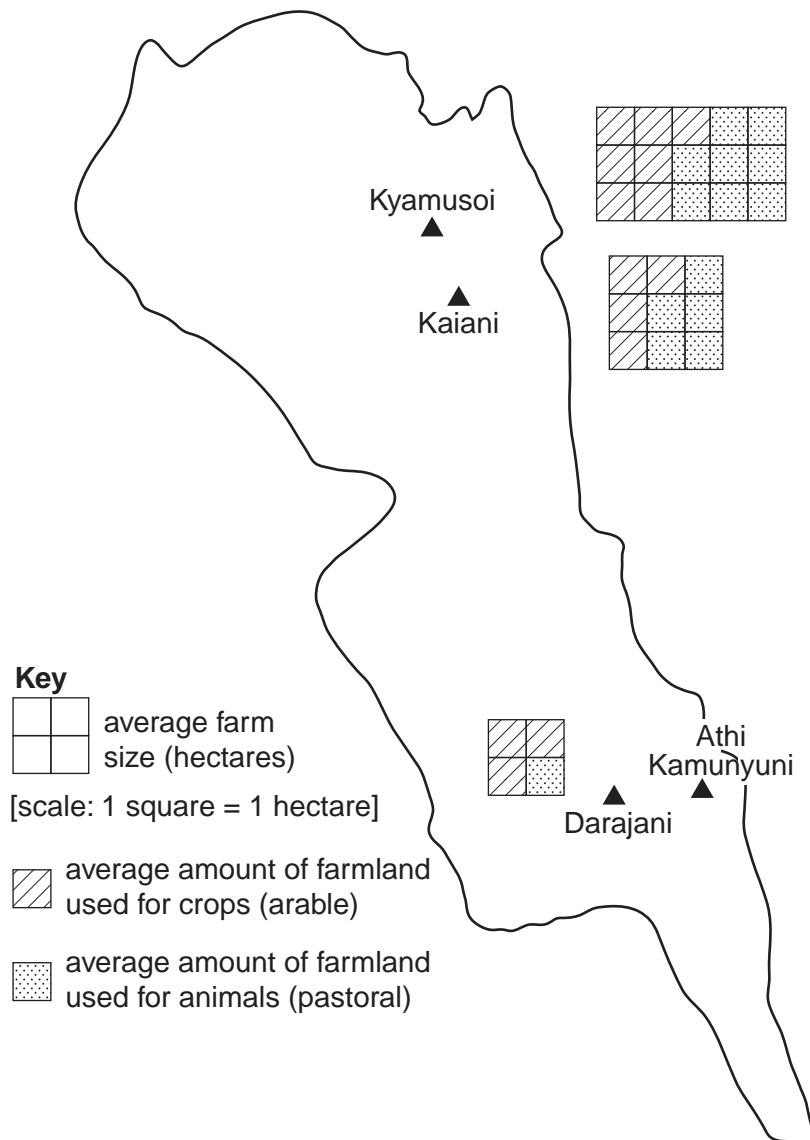 Kyamusoi
Kaiani
Key
average farm
size (hectares)
[scale: 1 square = 1 hectare]
average amount of farmland
used for crops (arable)
average amount of farmland
used for animals (pastoral)
Athi
Kamunyuni
Darajani